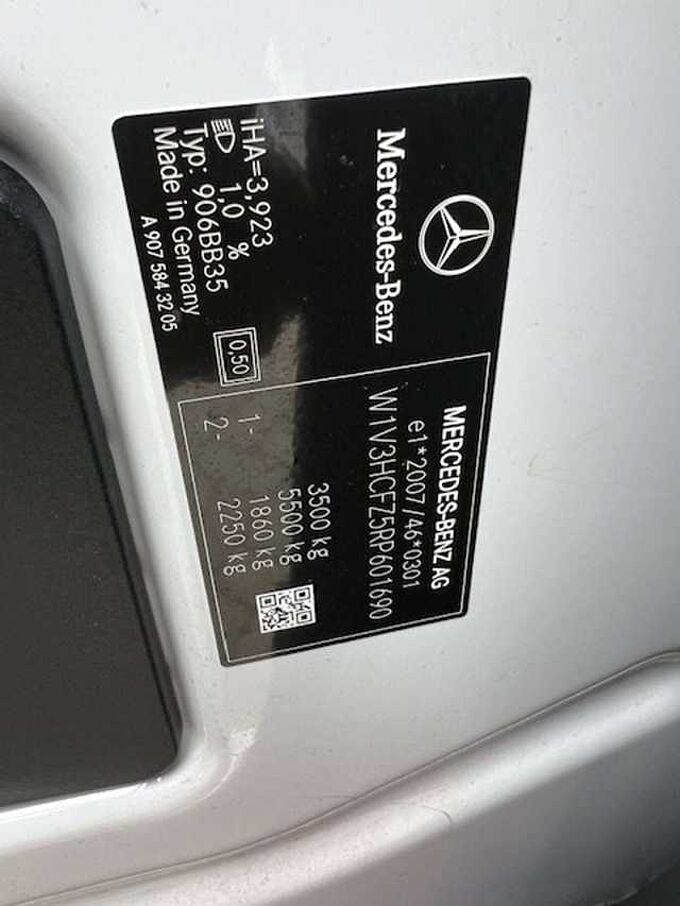 Mercedes-Benz
iHA=3,923
1,0 %
Typ: 906BB35
Made in Germany
A 907 584 32 05
0,50
MERCEDES-BENZ AG
e1*2007/46*0301
W1V3HCFZ5RP601690
3500 kg
5500 kg
1- 1860 kg
2- 2250 kg